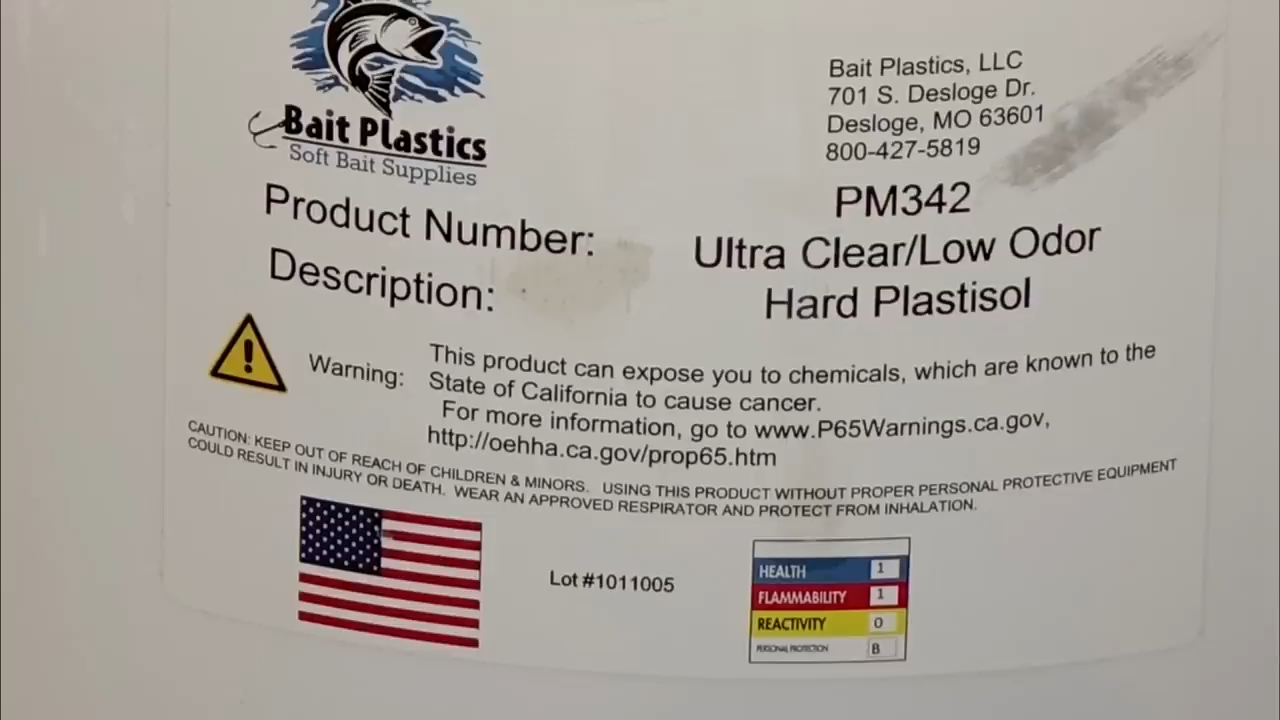 Bait Plastics
Soft Bait Supplies
Bait Plastics, LLC
701 S. Desloge Dr.
Desloge, MO 63601
800-427-5819
Product Number:
PM342
Description:
Ultra Clear/Low Odor
Hard Plastisol
Warning:
This product can expose you to chemicals, which are known to the
State of California to cause cancer.
For more information, go to www.P65Warnings.ca.gov,
http://oehha.ca.gov/prop65.htm
CAUTION: KEEP OUT OF REACH OF CHILDREN & MINORS. USING THIS PRODUCT WITHOUT PROPER PERSONAL PROTECTIVE EQUIPMENT
COULD RESULT IN INJURY OR DEATH. WEAR AN APPROVED RESPIRATOR AND PROTECT FROM INHALATION.
Lot #1011005
HEALTH 1
FLAMMABILITY 1
REACTIVITY 0
PERSONAL PROTECTION B